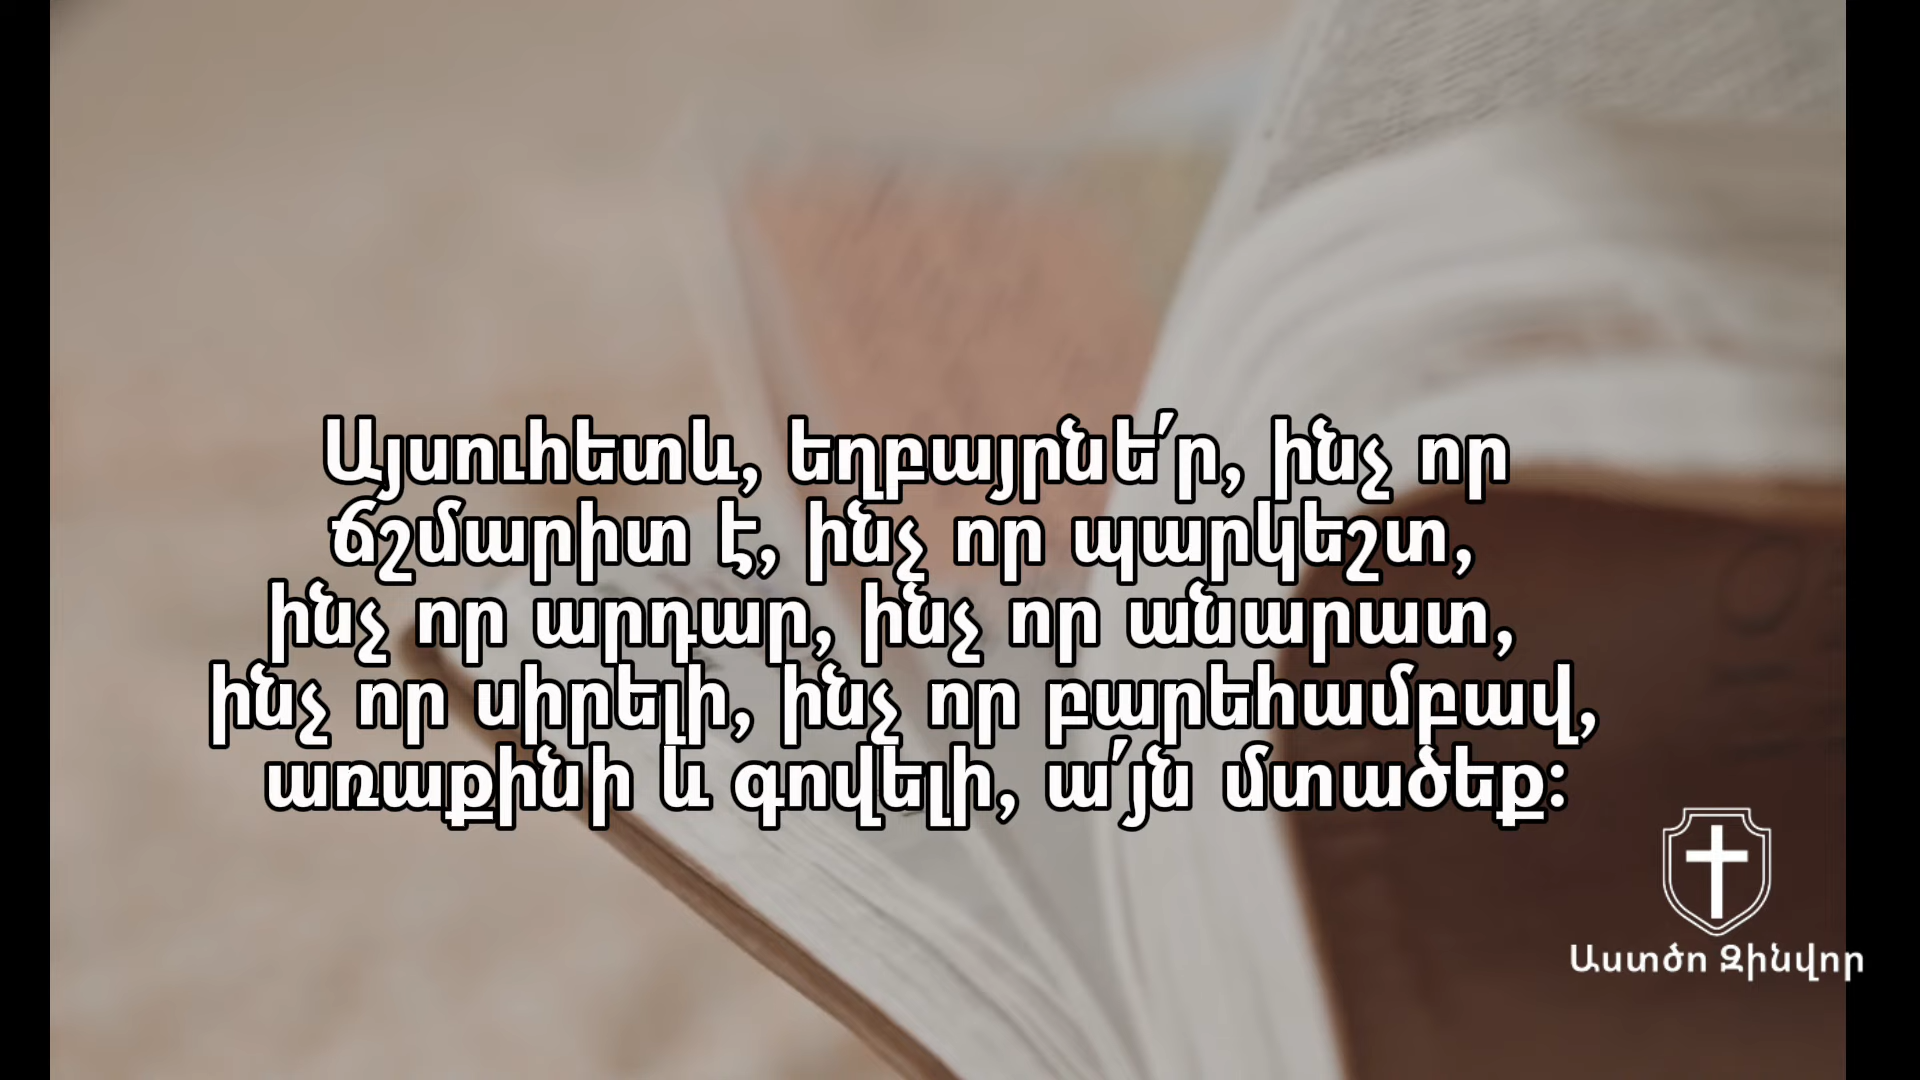 Այսուհետև, եղբայրնե՛ր, ինչ որ
ճշմարիտ է, ինչ որ պարկեշտ,
ինչ որ արդար, ինչ որ անարատ,
ինչ որ սիրելի, ինչ որ բարեհամբավ,
առաքինի և գովելի, ա՛յն մտածեք:
Աստծո Զինվոր